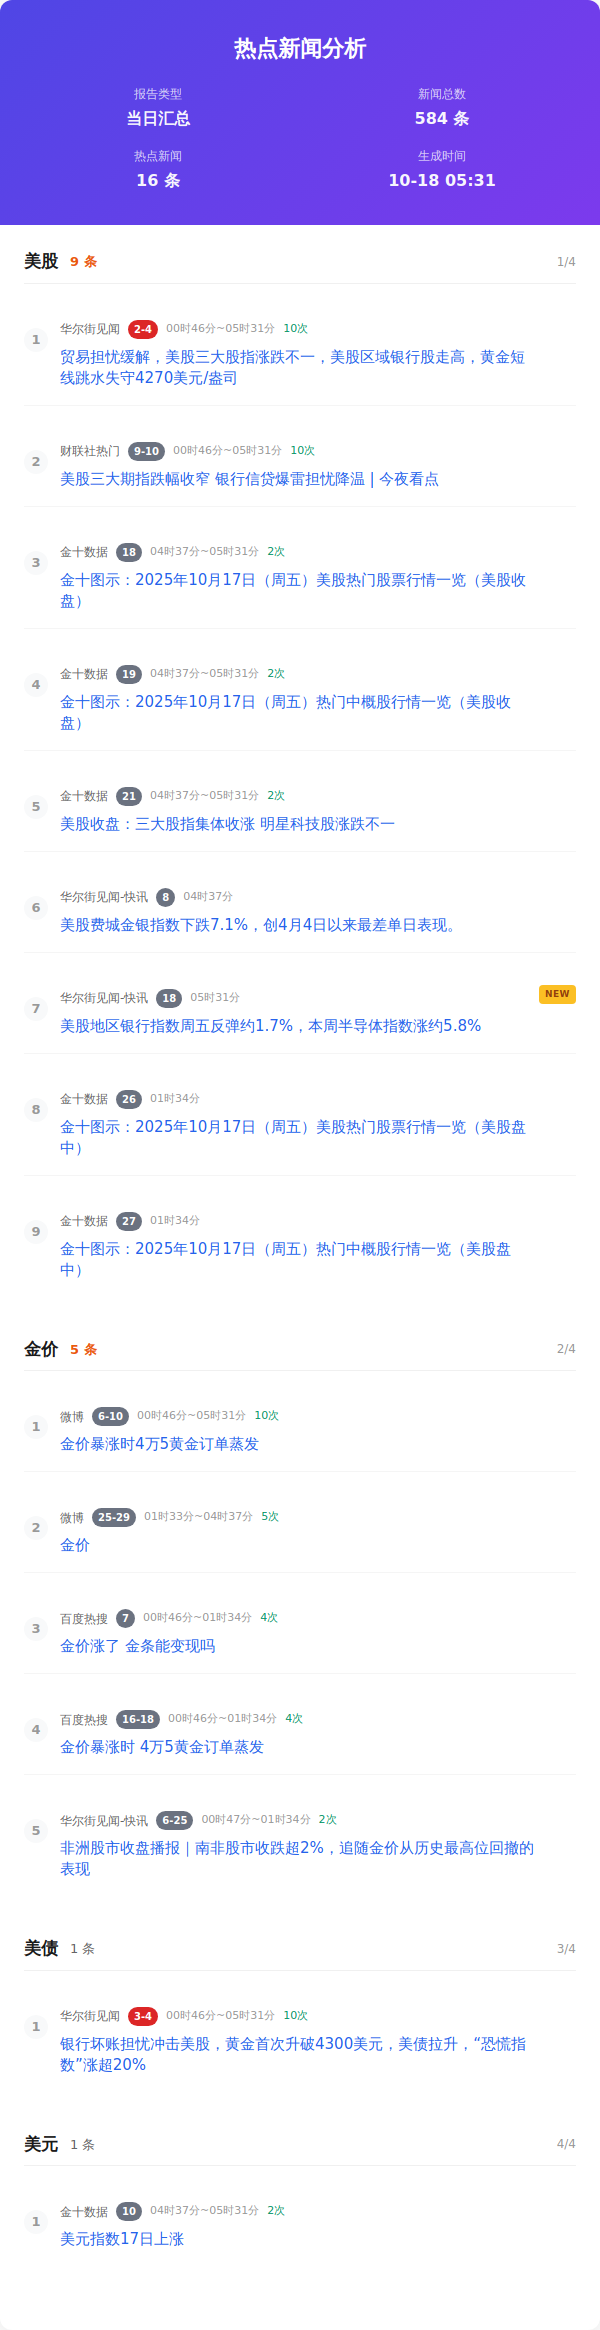 热点新闻分析
报告类型
新闻总数
当日汇总
584 条
热点新闻
生成时间
16 条
10-18 05:31
美股 9 条 1/4
1 华尔街见闻 2-4 00时46分~05时31分 10次
贸易担忧缓解，美股三大股指涨跌不一，美股区域银行股走高，黄金短
线跳水失守4270美元/盎司
2 财联社热门 9-10 00时46分~05时31分 10次
美股三大期指跌幅收窄 银行信贷爆雷担忧降温 | 今夜看点
3 金十数据 18 04时37分~05时31分 2次
金十图示：2025年10月17日（周五）美股热门股票行情一览（美股收
盘）
4 金十数据 19 04时37分~05时31分 2次
金十图示：2025年10月17日（周五）热门中概股行情一览（美股收
盘）
5 金十数据 21 04时37分~05时31分 2次
美股收盘：三大股指集体收涨 明星科技股涨跌不一
6 华尔街见闻-快讯 8 04时37分
美股费城金银指数下跌7.1%，创4月4日以来最差单日表现。
7 华尔街见闻-快讯 18 05时31分 NEW
美股地区银行指数周五反弹约1.7%，本周半导体指数涨约5.8%
8 金十数据 26 01时34分
金十图示：2025年10月17日（周五）美股热门股票行情一览（美股盘
中）
9 金十数据 27 01时34分
金十图示：2025年10月17日（周五）热门中概股行情一览（美股盘
中）
金价 5 条 2/4
1 微博 6-10 00时46分~05时31分 10次
金价暴涨时4万5黄金订单蒸发
2 微博 25-29 01时33分~04时37分 5次
金价
3 百度热搜 7 00时46分~01时34分 4次
金价涨了 金条能变现吗
4 百度热搜 16-18 00时46分~01时34分 4次
金价暴涨时 4万5黄金订单蒸发
5 华尔街见闻-快讯 6-25 00时47分~01时34分 2次
非洲股市收盘播报｜南非股市收跌超2%，追随金价从历史最高位回撤的
表现
美债 1 条 3/4
1 华尔街见闻 3-4 00时46分~05时31分 10次
银行坏账担忧冲击美股，黄金首次升破4300美元，美债拉升，“恐慌指
数”涨超20%
美元 1 条 4/4
1 金十数据 10 04时37分~05时31分 2次
美元指数17日上涨